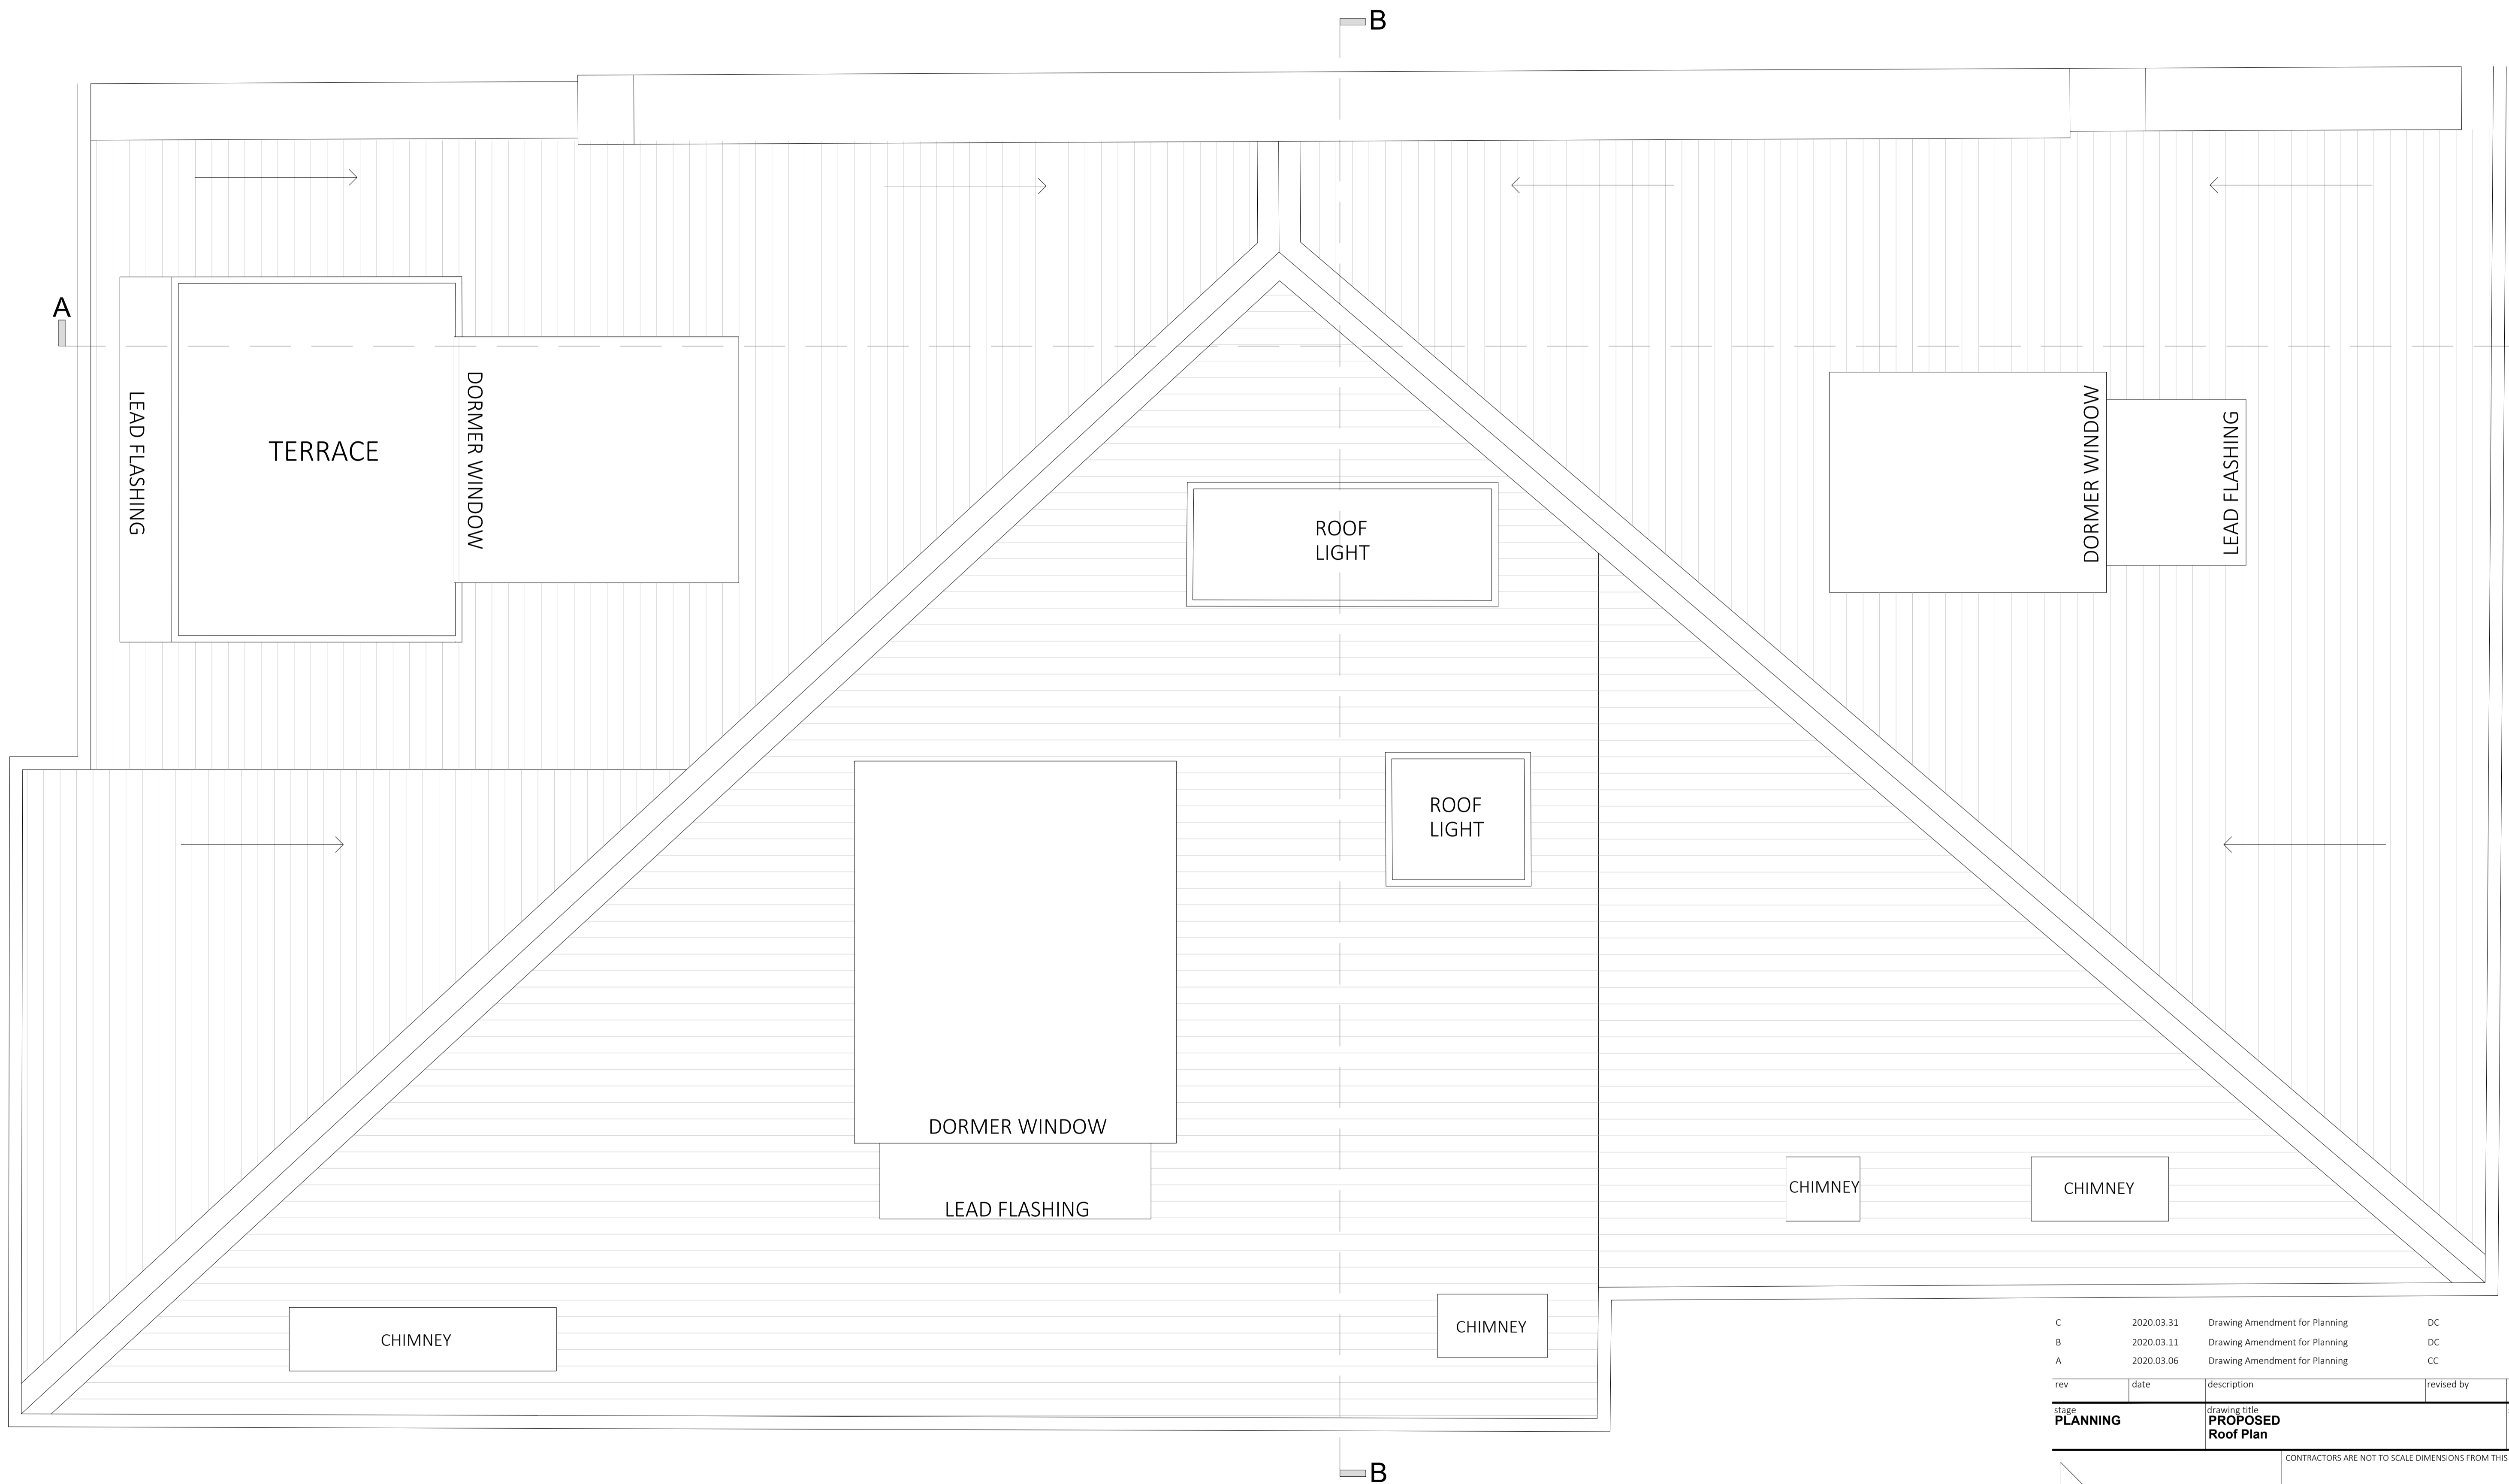 B
A
LEAD FLASHING
TERRACE
DORMER WINDOW
ROOF
LIGHT
DORMER WINDOW
LEAD FLASHING
ROOF
LIGHT
DORMER WINDOW
LEAD FLASHING
CHIMNEY
CHIMNEY
CHIMNEY
CHIMNEY
B
C 2020.03.31 Drawing Amendment for Planning DC
B 2020.03.11 Drawing Amendment for Planning DC
A 2020.03.06 Drawing Amendment for Planning CC
rev date description revised by
stage drawing title
PLANNING PROPOSED
Roof Plan
CONTRACTORS ARE NOT TO SCALE DIMENSIONS FROM THIS